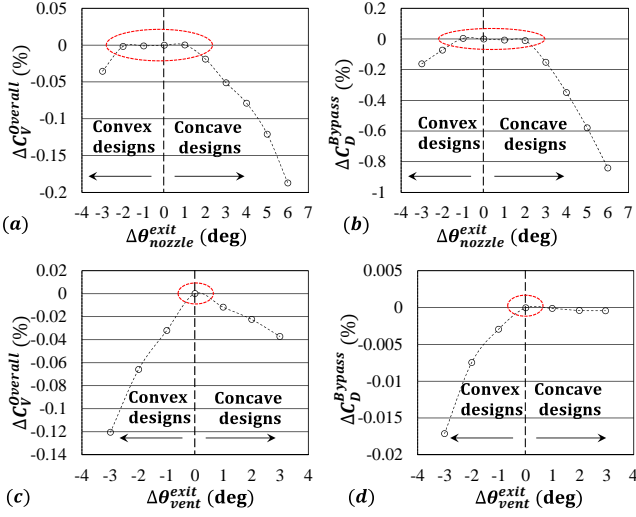 0.05
0
-0.05
-0.1
-0.15
-0.2
ΔC_V^Overall (%)
Convex designs
Concave designs
-4 -3 -2 -1 0 1 2 3 4 5 6 7
(a)
Δθ_nozzle^exit (deg)
0.2
0
-0.2
-0.4
-0.6
-0.8
-1
ΔC_D^Bypass (%)
Convex designs
Concave designs
-4 -3 -2 -1 0 1 2 3 4 5 6 7
(b)
Δθ_nozzle^exit (deg)
0.02
0
-0.02
-0.04
-0.06
-0.08
-0.1
-0.12
-0.14
ΔC_V^Overall (%)
Convex designs
Concave designs
-4 -3 -2 -1 0 1 2 3 4
(c)
Δθ_vent^exit (deg)
0.005
0
-0.005
-0.01
-0.015
-0.02
ΔC_D^Bypass (%)
Convex designs
Concave designs
-4 -3 -2 -1 0 1 2 3 4
(d)
Δθ_vent^exit (deg)